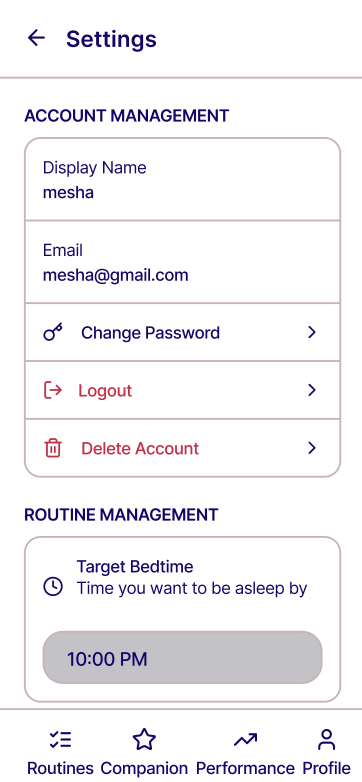 Settings
ACCOUNT MANAGEMENT
Display Name
mesha
Email
mesha@gmail.com
Change Password
Logout
Delete Account
ROUTINE MANAGEMENT
Target Bedtime
Time you want to be asleep by
10:00 PM
Routines Companion Performance Profile